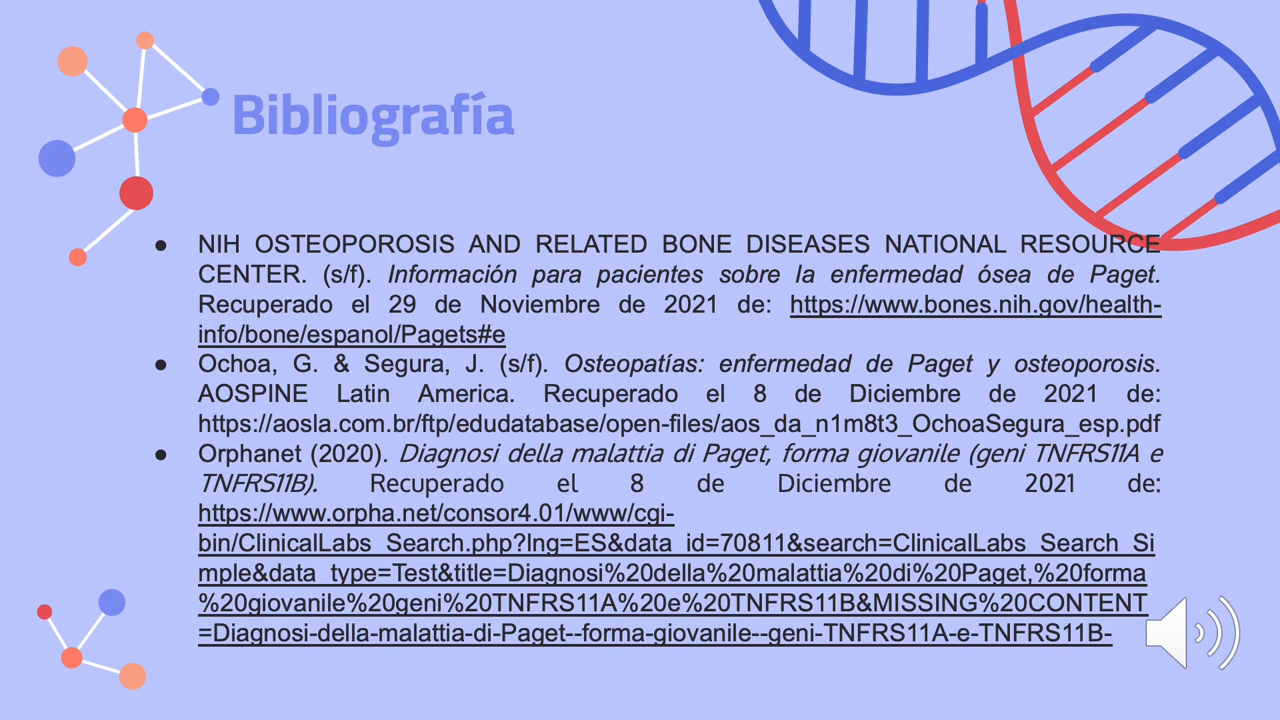 Bibliografía
● NIH OSTEOPOROSIS AND RELATED BONE DISEASES NATIONAL RESOURCE
CENTER. (s/f). Información para pacientes sobre la enfermedad ósea de Paget.
Recuperado el 29 de Noviembre de 2021 de: https://www.bones.nih.gov/health-
info/bone/espanol/Pagets#e
● Ochoa, G. & Segura, J. (s/f). Osteopatías: enfermedad de Paget y osteoporosis.
AOSPINE Latin America. Recuperado el 8 de Diciembre de 2021 de:
https://aosla.com.br/ftp/edudatabase/open-files/aos_da_n1m8t3_OchoaSegura_esp.pdf
● Orphanet (2020). Diagnosi della malattia di Paget, forma giovanile (geni TNFRS11A e
TNFRS11B). Recuperado el 8 de Diciembre de 2021 de:
https://www.orpha.net/consor4.01/www/cgi-
bin/ClinicalLabs_Search.php?lng=ES&data_id=70811&search=ClinicalLabs_Search_Si
mple&data_type=Test&title=Diagnosi%20della%20malattia%20di%20Paget,%20forma
%20giovanile%20geni%20TNFRS11A%20e%20TNFRS11B&MISSING%20CONTENT
=Diagnosi-della-malattia-di-Paget--forma-giovanile--geni-TNFRS11A-e-TNFRS11B-